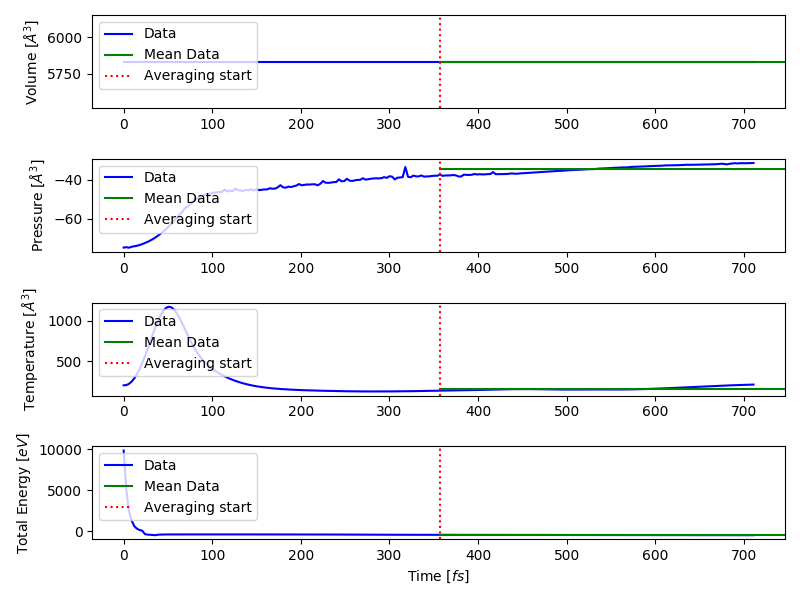 Volume [Å³]
6000
5750
Data
Mean Data
Averaging start
0 100 200 300 400 500 600 700
Pressure [Å³]
−40
−60
Data
Mean Data
Averaging start
0 100 200 300 400 500 600 700
Temperature [Å³]
1000
500
Data
Mean Data
Averaging start
0 100 200 300 400 500 600 700
Total Energy [eV]
10000
5000
0
Data
Mean Data
Averaging start
0 100 200 300 400 500 600 700
Time [fs]